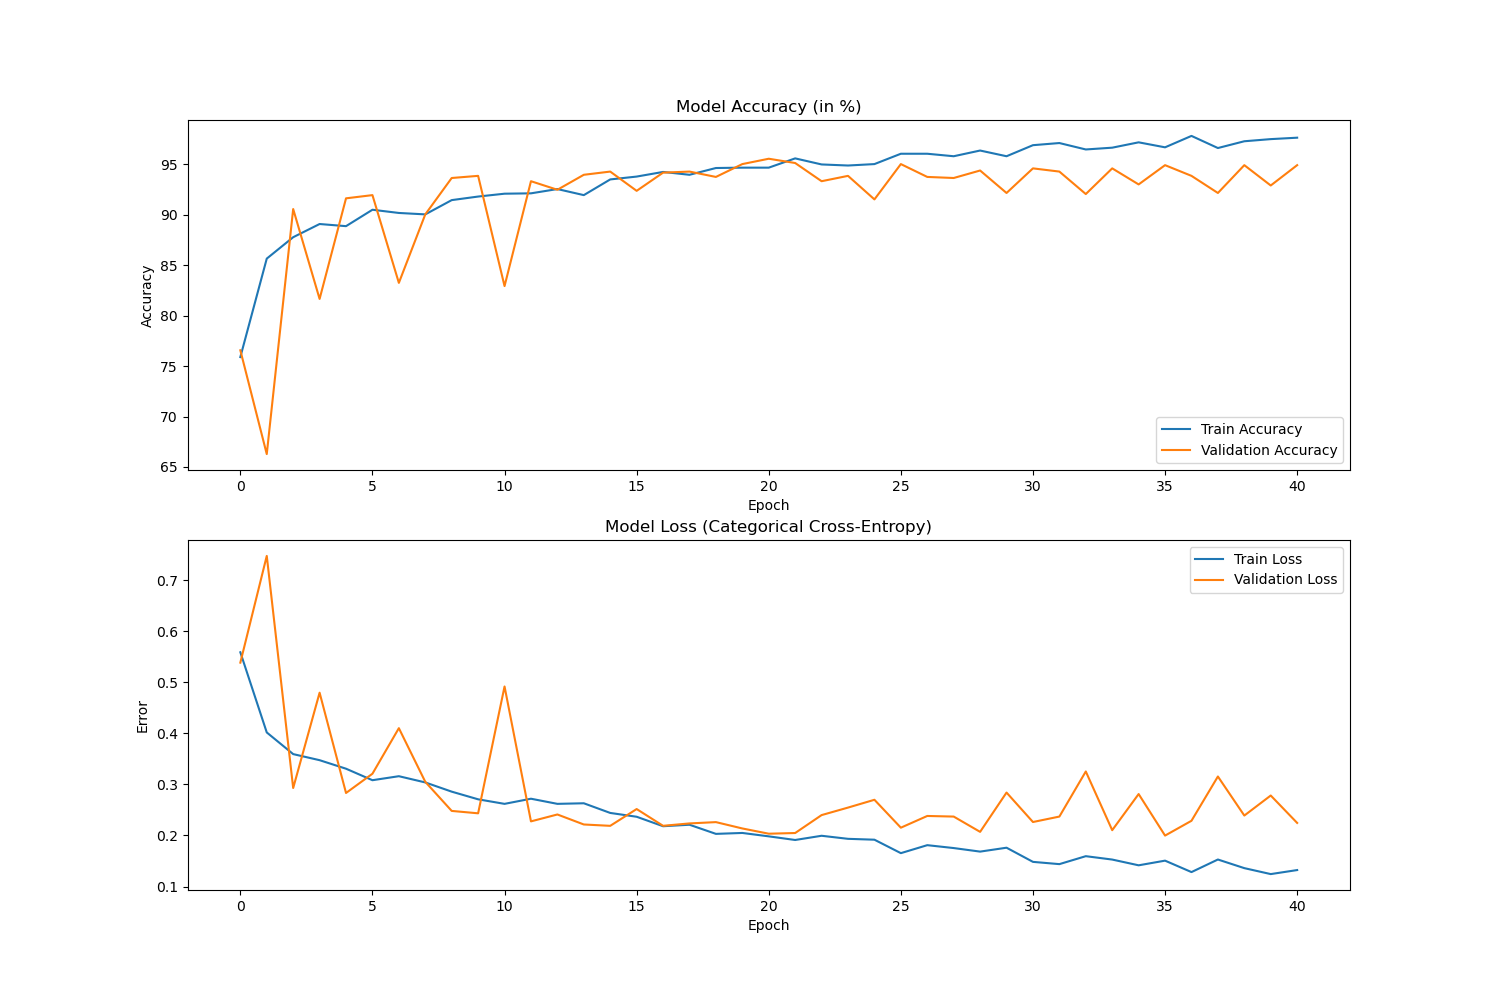 Model Accuracy (in %)
Accuracy
95
90
85
80
75
70
65
Train Accuracy
Validation Accuracy
0 5 10 15 20 25 30 35 40
Epoch
Model Loss (Categorical Cross-Entropy)
Error
0.7
0.6
0.5
0.4
0.3
0.2
0.1
Train Loss
Validation Loss
0 5 10 15 20 25 30 35 40
Epoch